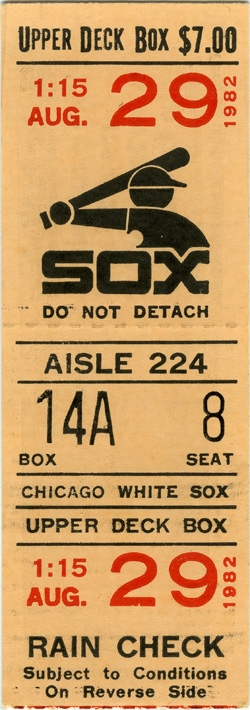 UPPER DECK BOX $7.00
1:15
AUG. 29 1982
SOX
DO NOT DETACH
AISLE 224
14A 8
BOX SEAT
CHICAGO WHITE SOX
UPPER DECK BOX
1:15
AUG. 29 1982
RAIN CHECK
Subject to Conditions
On Reverse Side